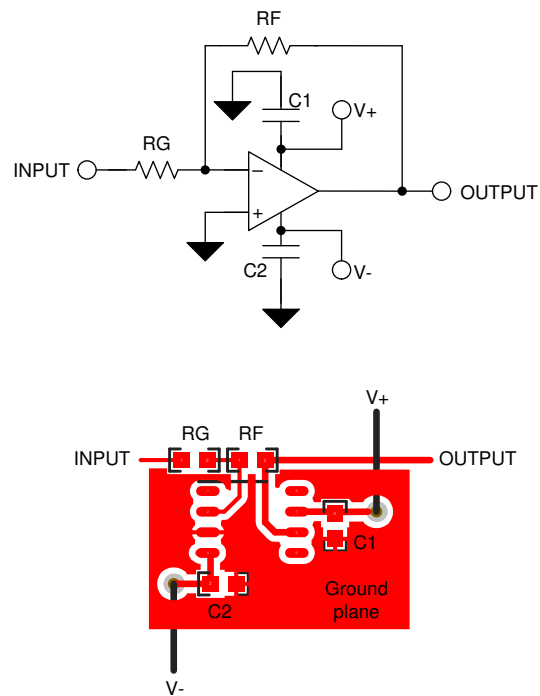 RF
C1
V+
RG
INPUT
−
+
OUTPUT
C2
V-
V+
RG
RF
INPUT
OUTPUT
C1
C2
Ground
plane
V-